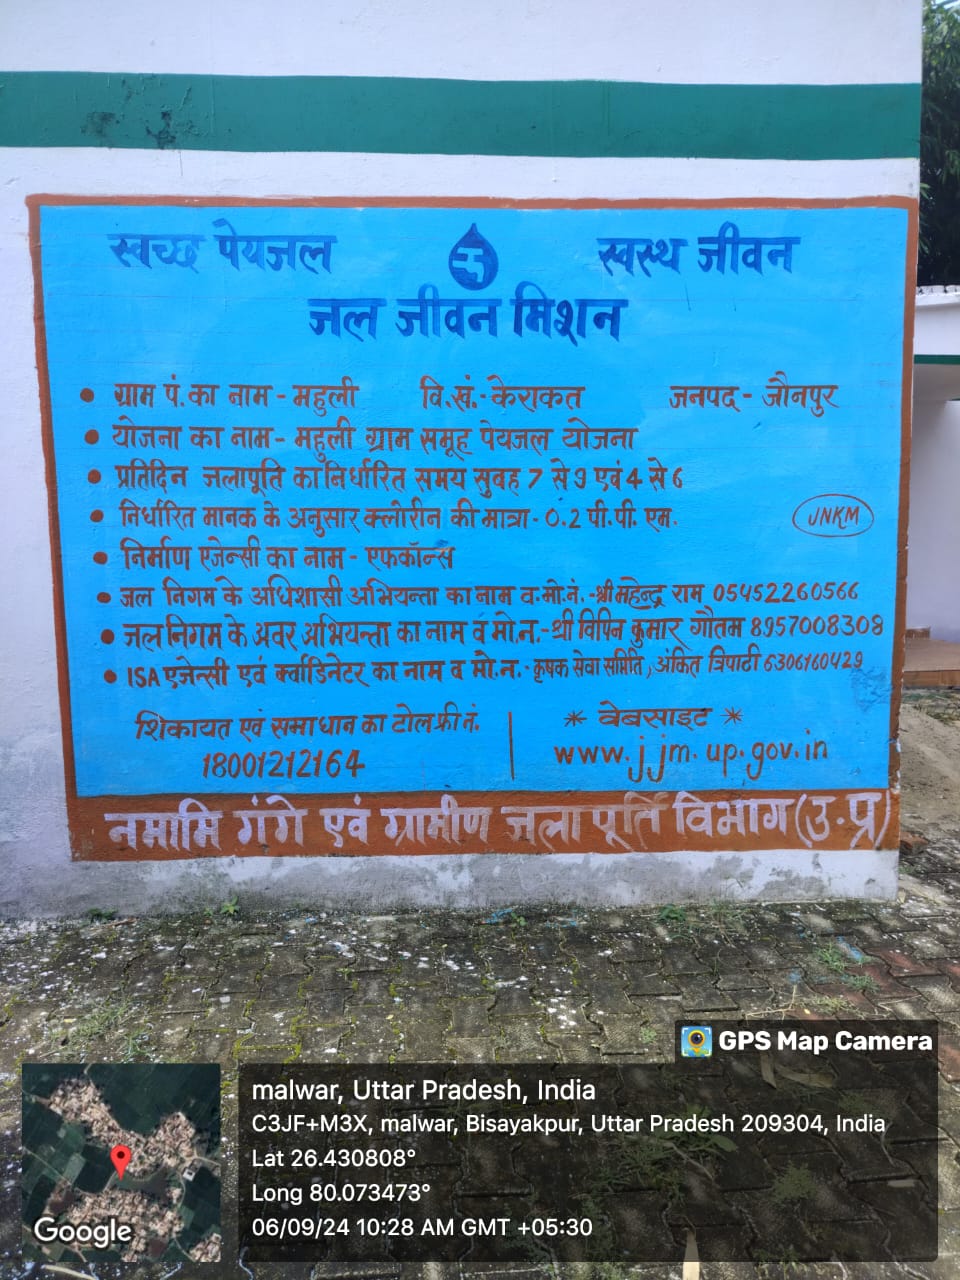 स्वच्छ पेयजल स्वस्थ जीवन
जल जीवन मिशन
• ग्राम पं. का नाम - महुली वि.खं.- केराकत जनपद - जौनपुर
• योजना का नाम - महुली ग्राम समूह पेयजल योजना
• प्रतिदिन जलापूर्ति का निर्धारित समय सुबह 7 से 9 एवं 4 से 6
• निर्धारित मानक के अनुसार क्लोरीन की मात्रा - 0.2 पी.पी. एम.
JNKM
• निर्माण एजेन्सी का नाम - एफकॉन्स
• जल निगम के अधिशासी अभियन्ता का नाम व.मो.नं.-श्री महेन्द्र राम 05452260566
• जल निगम के अवर अभियन्ता का नाम व मो.न.-श्री विपिन कुमार गौतम 8957008308
• ISA एजेन्सी एवं क्वार्डिनेटर का नाम व मो.न.- कृषक सेवा समिति, अंकित त्रिपाठी 6306160429
शिकायत एवं समाधान का टोल फ्री नं.
18001212164
* वेबसाइट *
www.jjm.up.gov.in
नमामि गंगे एवं ग्रामीण जलापूर्ति विभाग (उ.प्र)
GPS Map Camera
malwar, Uttar Pradesh, India
C3JF+M3X, malwar, Bisayakpur, Uttar Pradesh 209304, India
Lat 26.430808°
Long 80.073473°
06/09/24 10:28 AM GMT +05:30
Google